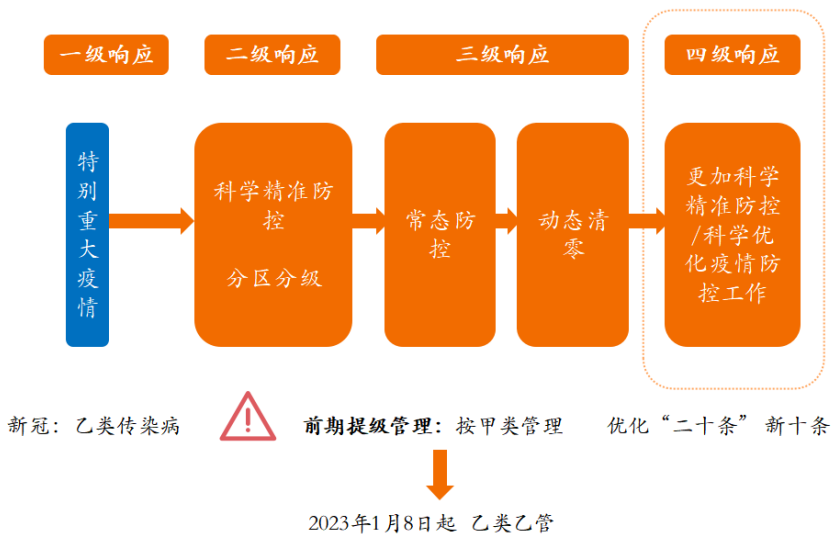 一级响应
二级响应
三级响应
四级响应
特
别
重
大
疫
情
科学精准防
控
分区分级
常态防
控
动态清
零
更加科学
精准防控
/科学优
化疫情防
控工作
新冠：乙类传染病
前期提级管理：按甲类管理
优化“二十条” 新十条
2023年1月8日起 乙类乙管